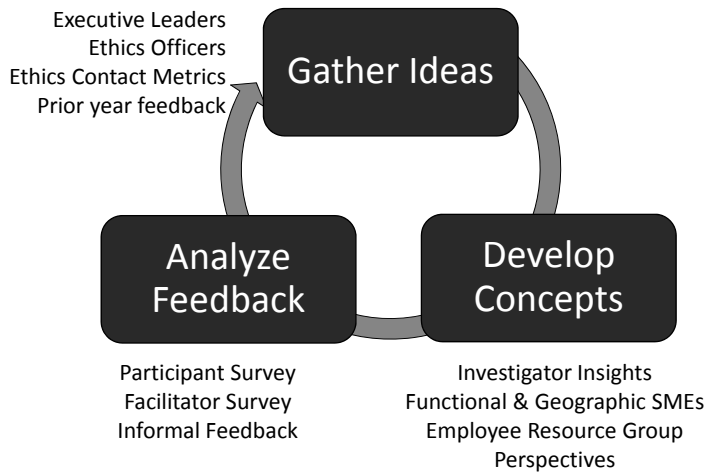 Executive Leaders
Ethics Officers
Ethics Contact Metrics
Prior year feedback
Gather Ideas
Analyze
Feedback
Develop
Concepts
Participant Survey
Facilitator Survey
Informal Feedback
Investigator Insights
Functional & Geographic SMEs
Employee Resource Group
Perspectives